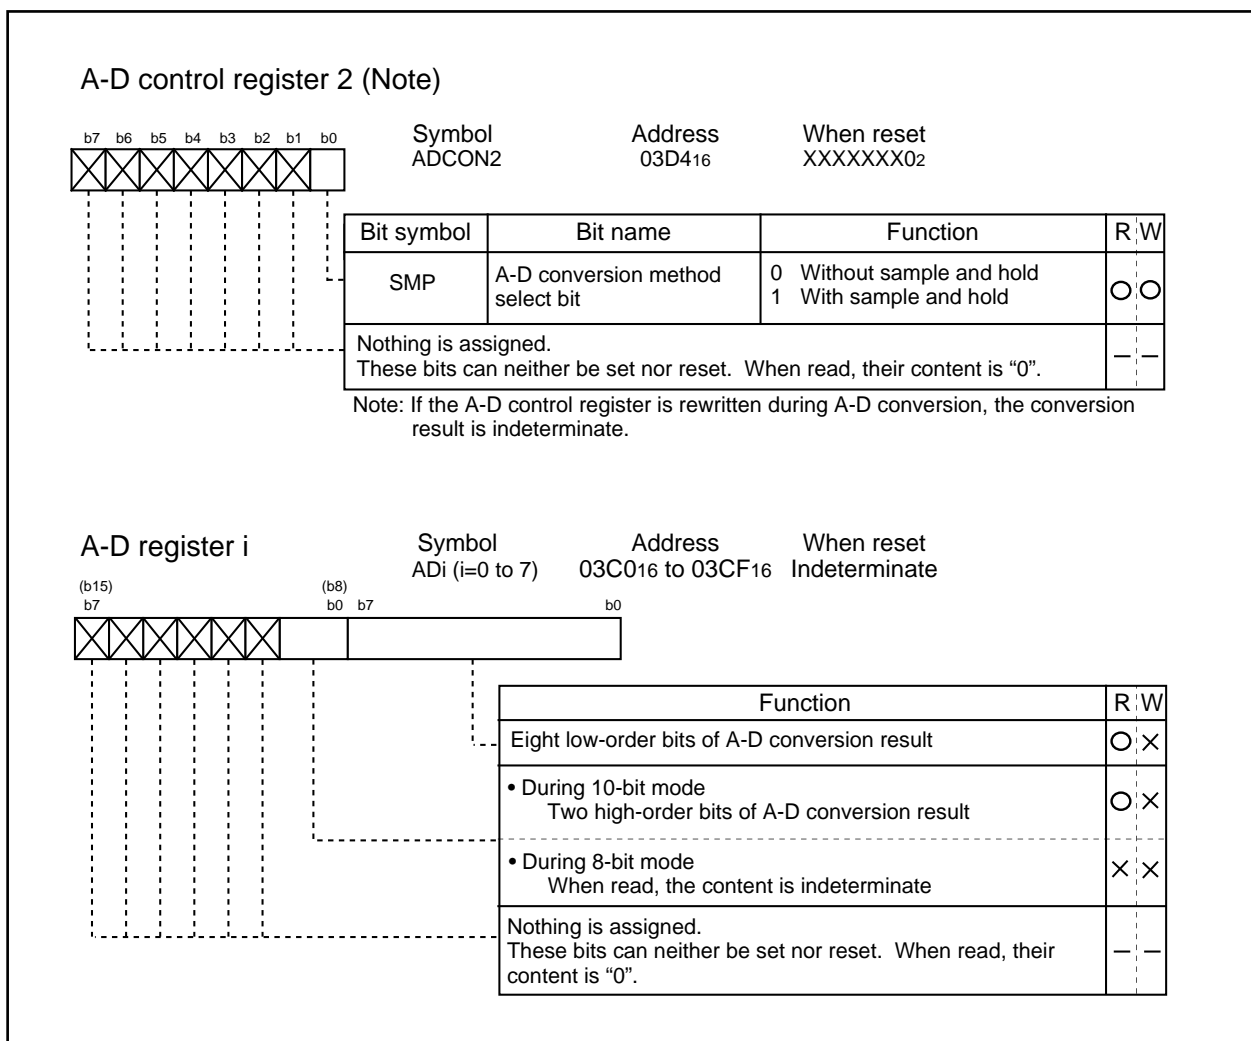 A-D control register 2 (Note)
b7 b6 b5 b4 b3 b2 b1 b0
Symbol Address When reset
ADCON2 03D416 XXXXXXX02
Bit symbol Bit name Function R W
SMP A-D conversion method select bit 0 Without sample and hold
1 With sample and hold
Nothing is assigned.
These bits can neither be set nor reset. When read, their content is “0”. – –
Note: If the A-D control register is rewritten during A-D conversion, the conversion
result is indeterminate.
A-D register i
Symbol Address When reset
ADi (i=0 to 7) 03C016 to 03CF16 Indeterminate
(b15) (b8)
b7 b0 b7 b0
Function R W
Eight low-order bits of A-D conversion result
• During 10-bit mode
Two high-order bits of A-D conversion result
• During 8-bit mode
When read, the content is indeterminate
Nothing is assigned.
These bits can neither be set nor reset. When read, their – –
content is “0”.